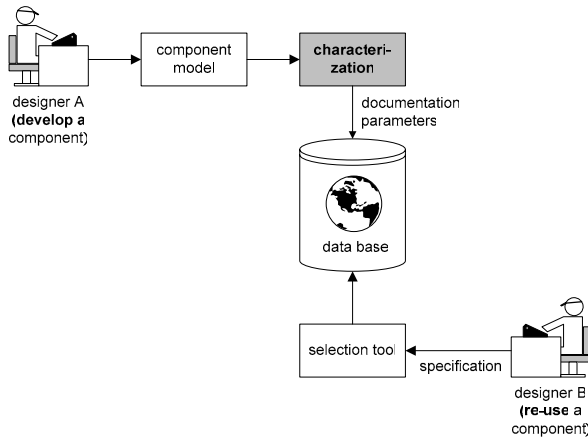 component
model
characteri-
zation
designer A
(develop a
component)
documentation
parameters
data base
selection tool
specification
designer B
(re-use a
component)